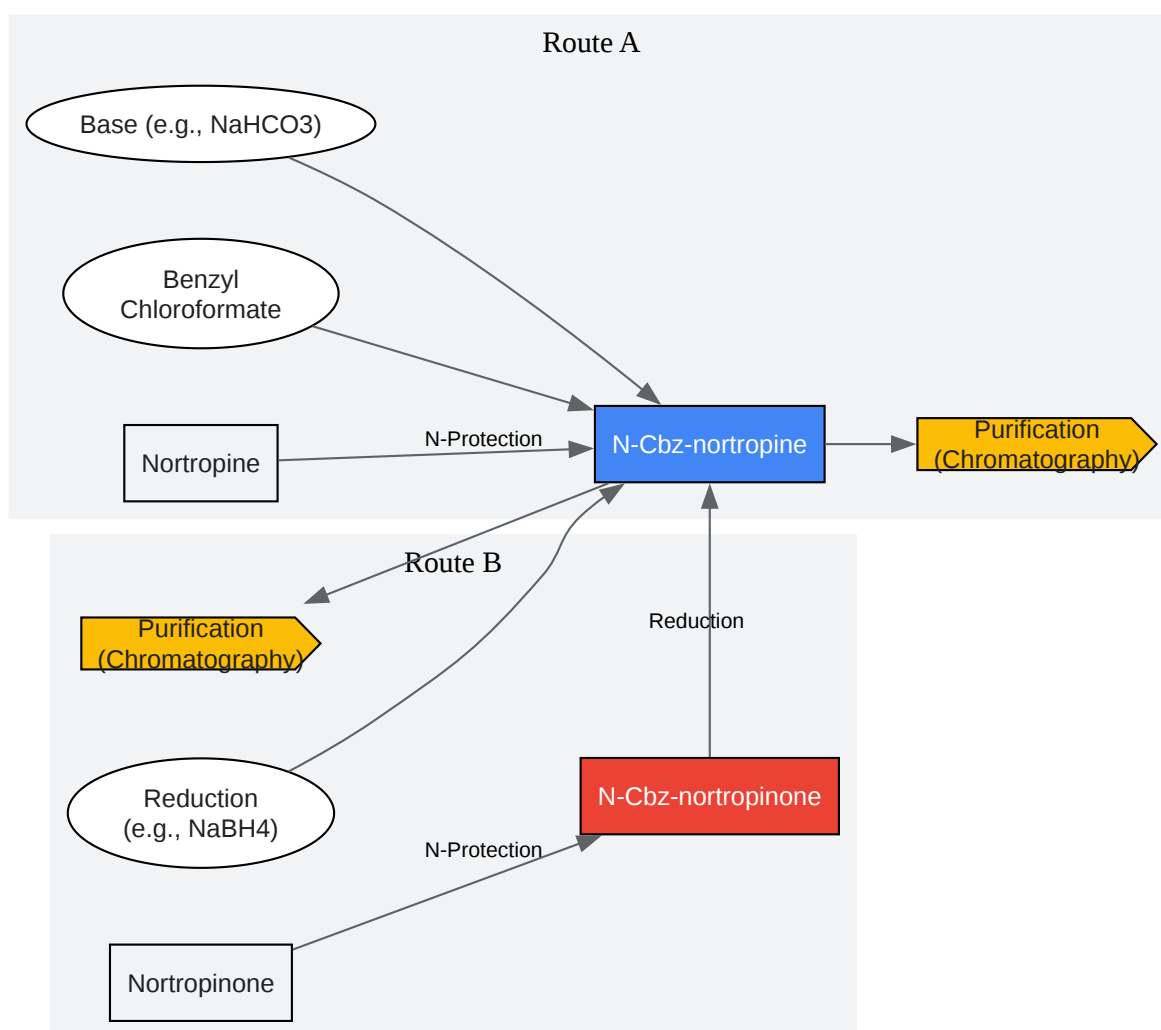 Route A
Base (e.g., NaHCO3)
Benzyl
Chloroformate
N-Protection
Nortropine
N-Cbz-nortropine
Purification
(Chromatography)
Route B
Purification
(Chromatography)
Reduction
Reduction
(e.g., NaBH4)
N-Cbz-nortropinone
N-Protection
Nortropinone